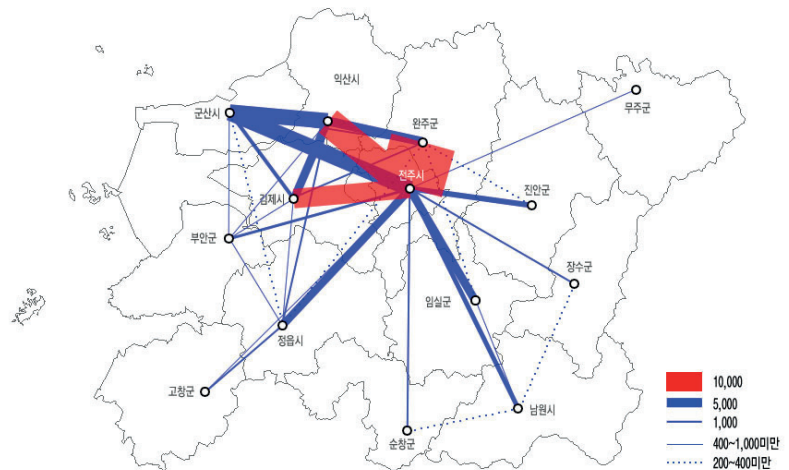 익산시
군산시
완주군
무주군
전주시
김제시
진안군
부안군
장수군
임실군
정읍시
고창군
남원시
순창군
10,000
5,000
1,000
400~1,000미만
200~400미만